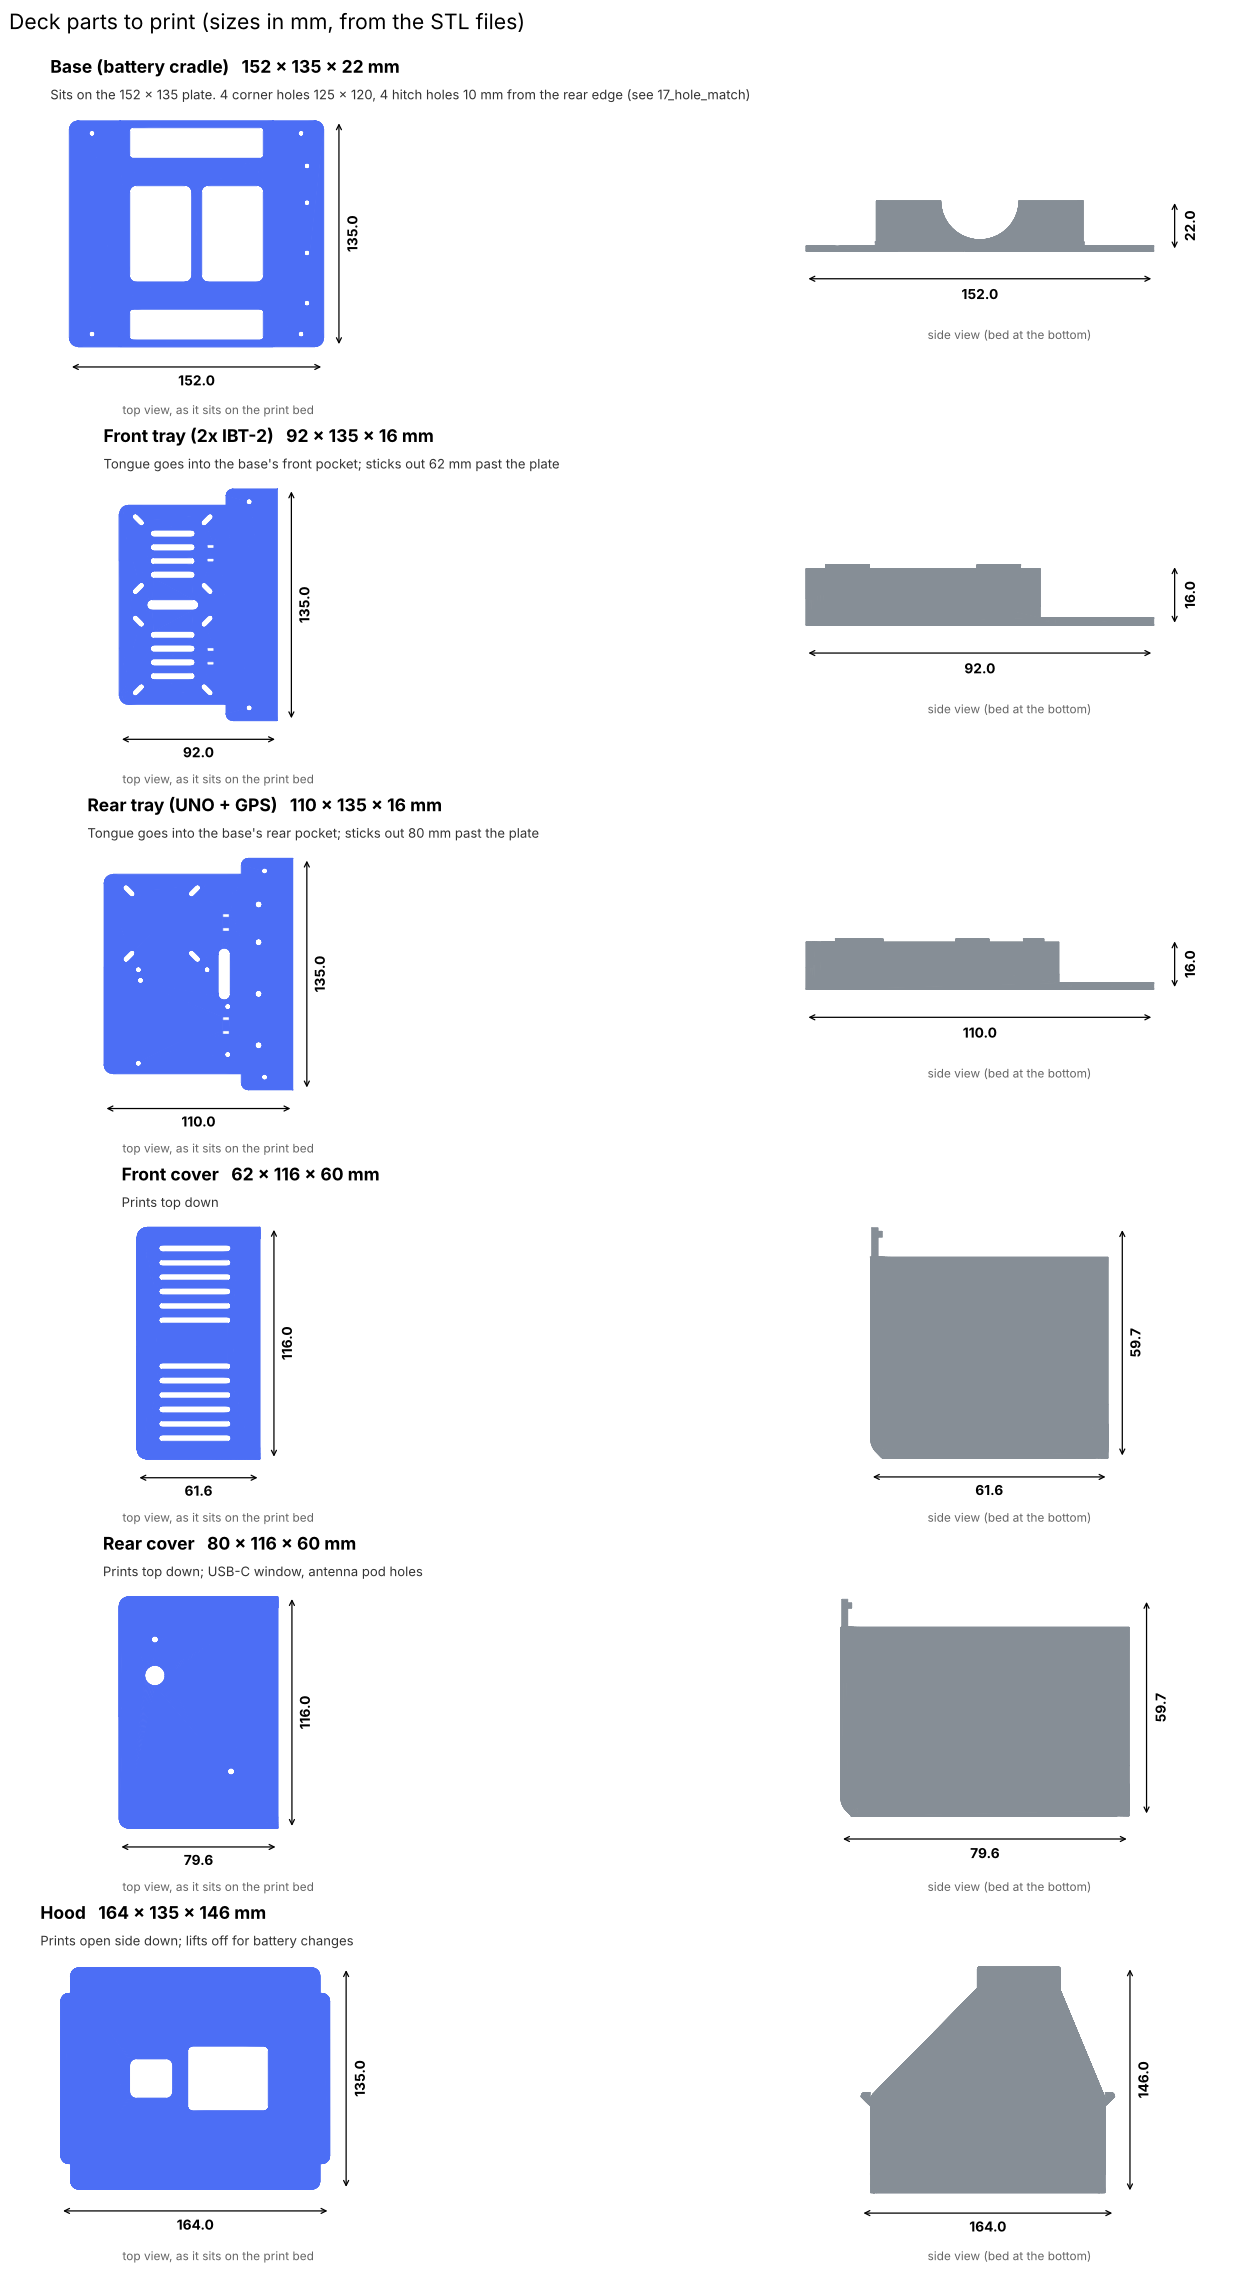 Deck parts to print (sizes in mm, from the STL files)
Base (battery cradle) 152 × 135 × 22 mm
Sits on the 152 × 135 plate. 4 corner holes 125 × 120, 4 hitch holes 10 mm from the rear edge (see 17_hole_match)
135.0
22.0
152.0
152.0
side view (bed at the bottom)
top view, as it sits on the print bed
Front tray (2x IBT-2) 92 × 135 × 16 mm
Tongue goes into the base's front pocket; sticks out 62 mm past the plate
135.0
16.0
92.0
92.0
side view (bed at the bottom)
top view, as it sits on the print bed
Rear tray (UNO + GPS) 110 × 135 × 16 mm
Tongue goes into the base's rear pocket; sticks out 80 mm past the plate
135.0
16.0
110.0
110.0
side view (bed at the bottom)
top view, as it sits on the print bed
Front cover 62 × 116 × 60 mm
Prints top down
116.0
59.7
61.6
61.6
top view, as it sits on the print bed
side view (bed at the bottom)
Rear cover 80 × 116 × 60 mm
Prints top down; USB-C window, antenna pod holes
116.0
59.7
79.6
79.6
top view, as it sits on the print bed
side view (bed at the bottom)
Hood 164 × 135 × 146 mm
Prints open side down; lifts off for battery changes
135.0
146.0
164.0
164.0
top view, as it sits on the print bed
side view (bed at the bottom)